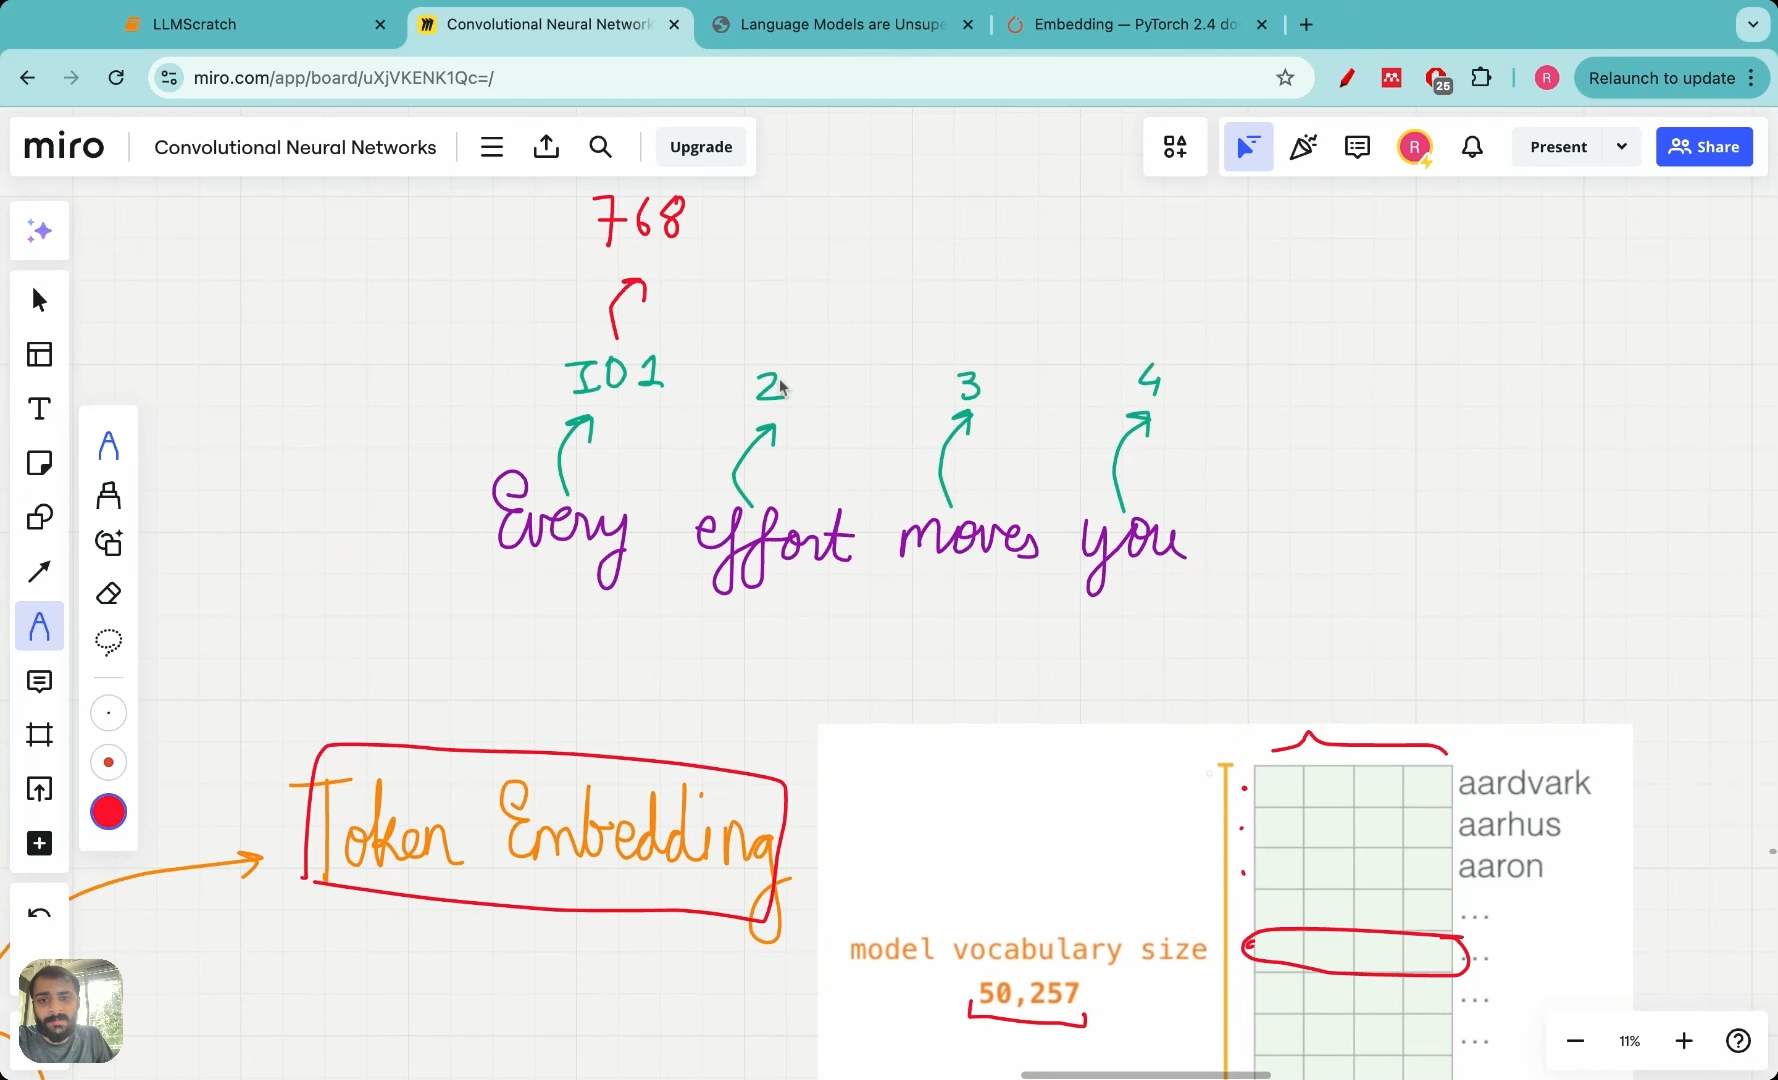 LLMScratch
Convolutional Neural Network
Language Models are Unsupe
Embedding — PyTorch 2.4 do
miro.com/app/board/uXjVKENK1Qc=/
25
R
Relaunch to update
miro
Convolutional Neural Networks
Upgrade
R
Present
Share
768
ID1 2 3 4
Every effort moves you
Token Embedding
aardvark
aarhus
aaron
...
model vocabulary size
...
50,257
...
...
11%